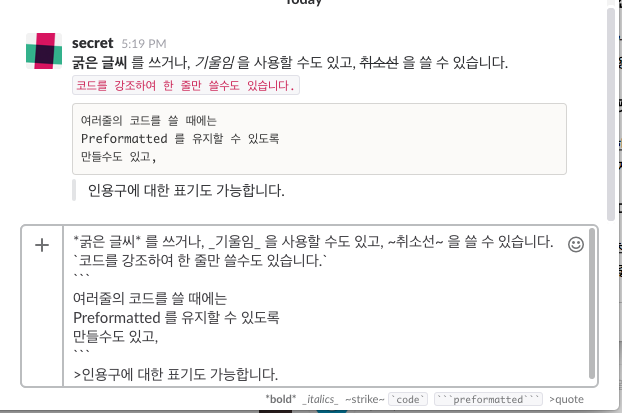 Today
secret 5:19 PM
굵은 글씨 를 쓰거나, 기울임 을 사용할 수도 있고, 취소선 을 쓸 수 있습니다.
코드를 강조하여 한 줄만 쓸수도 있습니다.
여러줄의 코드를 쓸 때에는
Preformatted 를 유지할 수 있도록
만들수도 있고,
인용구에 대한 표기도 가능합니다.
*굵은 글씨* 를 쓰거나, _기울임_ 을 사용할 수도 있고, ~취소선~ 을 쓸 수 있습니다.
`코드를 강조하여 한 줄만 쓸수도 있습니다.`
```
여러줄의 코드를 쓸 때에는
Preformatted 를 유지할 수 있도록
만들수도 있고,
```
>인용구에 대한 표기도 가능합니다.
*bold* _italics_ ~strike~ `code` ```preformatted``` >quote